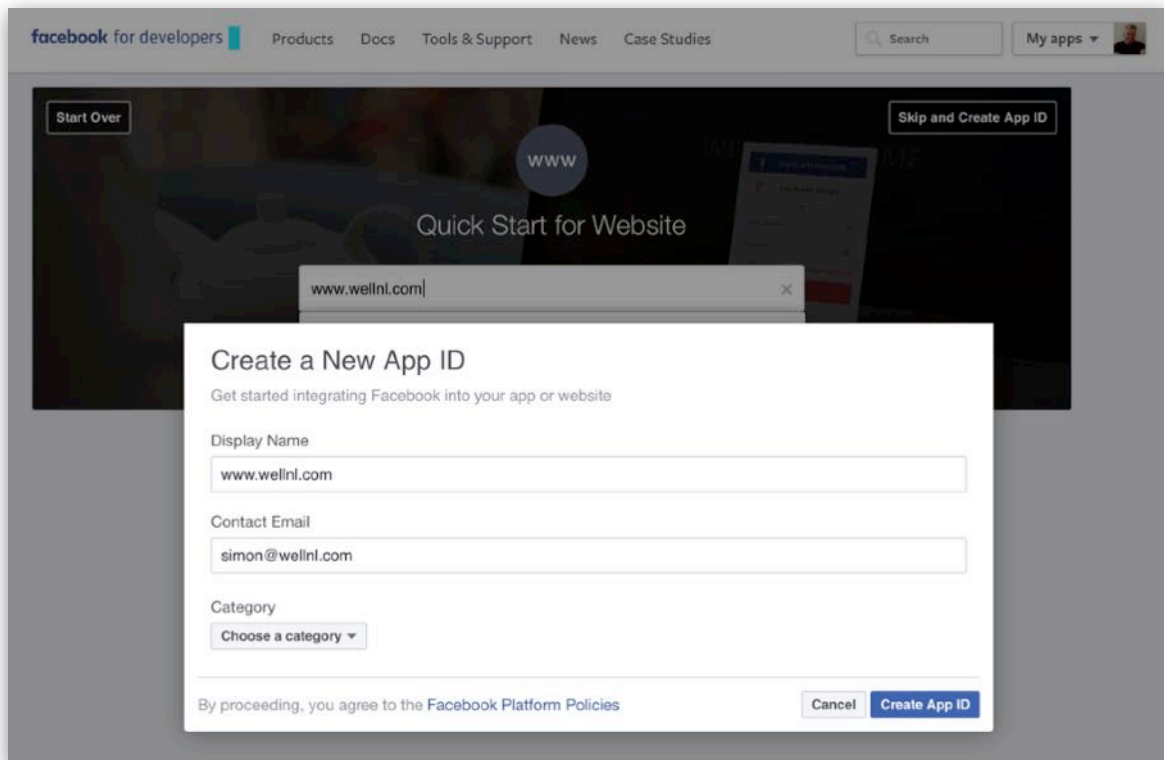 facebook for developers Products Docs Tools & Support News Case Studies Search My apps
Start Over Skip and Create App ID
www
Quick Start for Website
www.wellnl.com
Create a New App ID
Get started integrating Facebook into your app or website
Display Name
www.wellnl.com
Contact Email
simon@wellnl.com
Category
Choose a category
By proceeding, you agree to the Facebook Platform Policies Cancel Create App ID